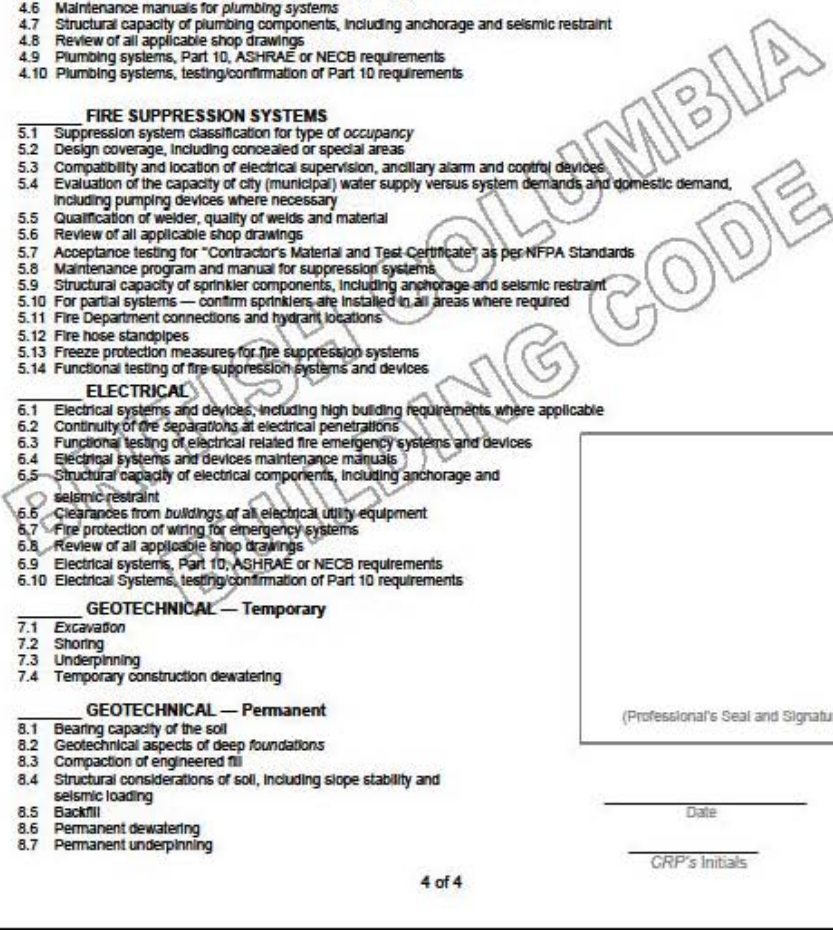 4.6 Maintenance manuals for plumbing systems
4.7 Structural capacity of plumbing components, including anchorage and seismic restraint
4.8 Review of all applicable shop drawings
4.9 Plumbing systems, Part 10, ASHRAE or NECB requirements
4.10 Plumbing systems, testing/confirmation of Part 10 requirements
______ FIRE SUPPRESSION SYSTEMS
5.1 Suppression system classification for type of occupancy
5.2 Design coverage, including concealed or special areas
5.3 Compatibility and location of electrical supervision, ancillary alarm and control devices
5.4 Evaluation of the capacity of city (municipal) water supply versus system demands and domestic demand,
including pumping devices where necessary
5.5 Qualification of welder, quality of welds and material
5.6 Review of all applicable shop drawings
5.7 Acceptance testing for "Contractor's Material and Test Certificate" as per NFPA Standards
5.8 Maintenance program and manual for suppression systems
5.9 Structural capacity of sprinkler components, including anchorage and seismic restraint
5.10 For partial systems — confirm sprinklers are installed in all areas where required
5.11 Fire Department connections and hydrant locations
5.12 Fire hose standpipes
5.13 Freeze protection measures for fire suppression systems
5.14 Functional testing of fire suppression systems and devices
______ ELECTRICAL
6.1 Electrical systems and devices, including high building requirements where applicable
6.2 Continuity of fire separations at electrical penetrations
6.3 Functional testing of electrical related fire emergency systems and devices
6.4 Electrical systems and devices maintenance manuals
6.5 Structural capacity of electrical components, including anchorage and
seismic restraint
6.6 Clearances from buildings of all electrical utility equipment
6.7 Fire protection of wiring for emergency systems
6.8 Review of all applicable shop drawings
6.9 Electrical systems, Part 10, ASHRAE or NECB requirements
6.10 Electrical Systems, testing/confirmation of Part 10 requirements
______ GEOTECHNICAL — Temporary
7.1 Excavation
7.2 Shoring
7.3 Underpinning
7.4 Temporary construction dewatering
______ GEOTECHNICAL — Permanent
8.1 Bearing capacity of the soil
8.2 Geotechnical aspects of deep foundations
8.3 Compaction of engineered fill
8.4 Structural considerations of soil, including slope stability and
seismic loading
8.5 Backfill
8.6 Permanent dewatering
8.7 Permanent underpinning
(Professional's Seal and Signatu
Date
CRP's Initials
4 of 4
BRITISH COLUMBIA
BUILDING CODE